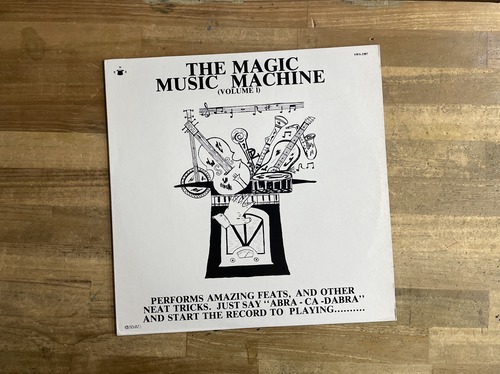 THE MAGIC
MUSIC MACHINE
(VOLUME 1)
PERFORMS AMAZING FEATS, AND OTHER
NEAT TRICKS. JUST SAY "ABRA - CA -DABRA"
AND START THE RECORD TO PLAYING..........